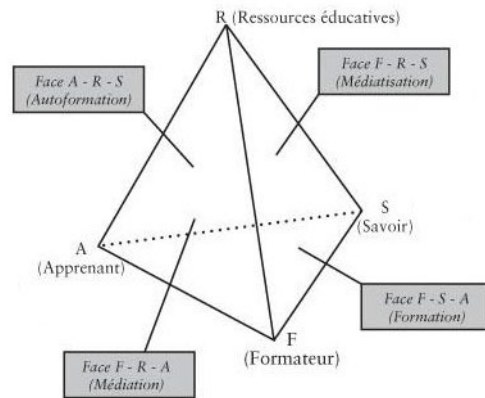 R (Ressources éducatives)
Face A - R - S
(Autoformation)
Face F - R - S
(Médiatisation)
S
(Savoir)
A
(Apprenant)
Face F - S - A
(Formation)
F
(Formateur)
Face F - R - A
(Médiation)